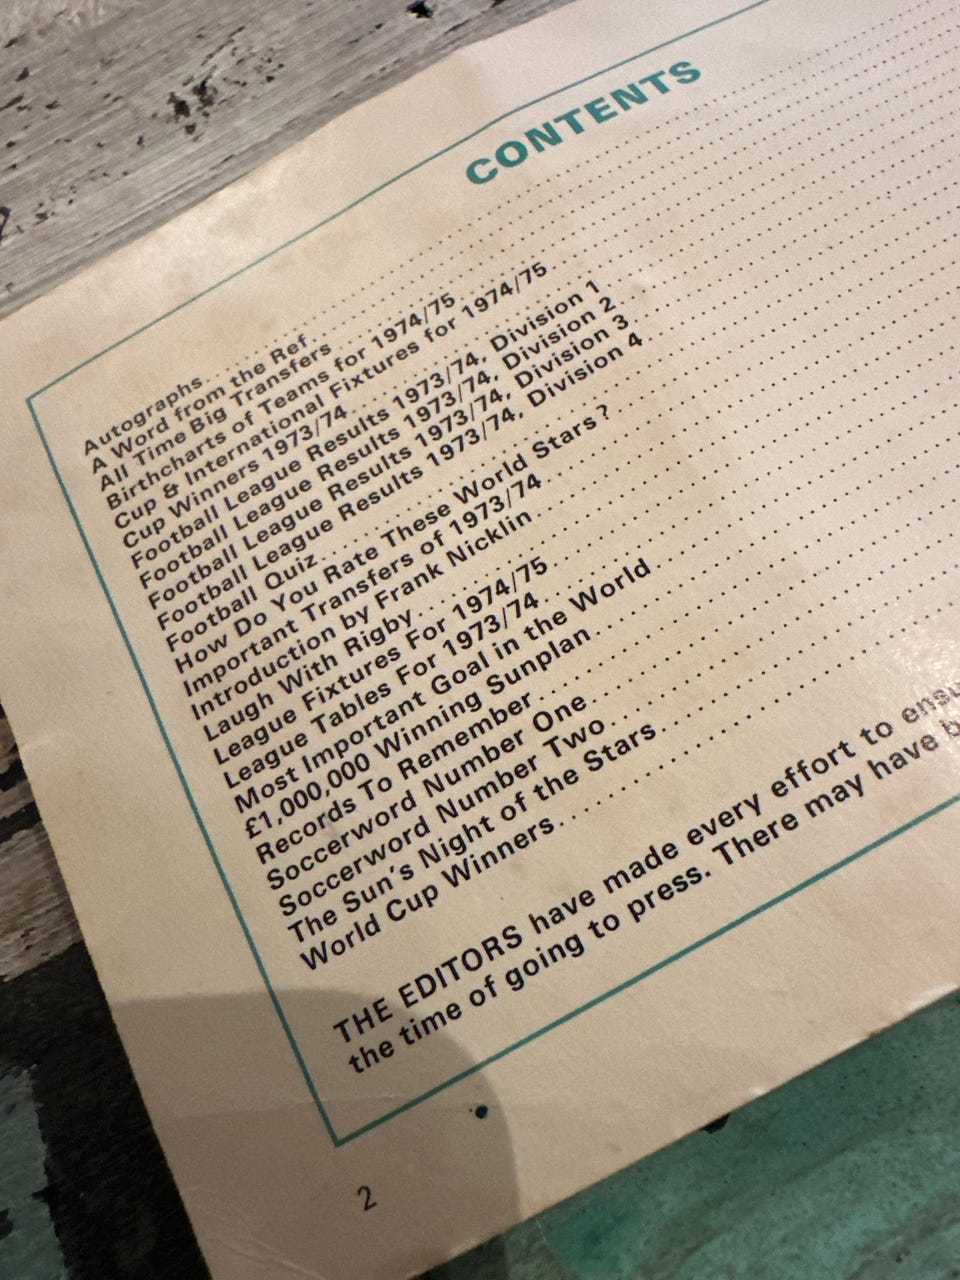 CONTENTS
Autographs
A Word from the Ref.
All Time Big Transfers
Birthcharts of Teams for 1974/75
Cup & International Fixtures for 1974/75
Cup Winners 1973/74
Football League Results 1973/74, Division 1
Football League Results 1973/74, Division 2
Football League Results 1973/74, Division 3
Football League Results 1973/74, Division 4
Football Quiz
How Do You Rate These World Stars?
Important Transfers of 1973/74
Introduction by Frank Nicklin
Laugh With Rigby
League Fixtures For 1974/75
League Tables For 1973/74
Most Important Goal in the World
£1,000,000 Winning Sunplan
Records To Remember
Soccerword Number One
Soccerword Number Two
The Sun's Night of the Stars
World Cup Winners
THE EDITORS have made every effort to ensu
the time of going to press. There may have b
2